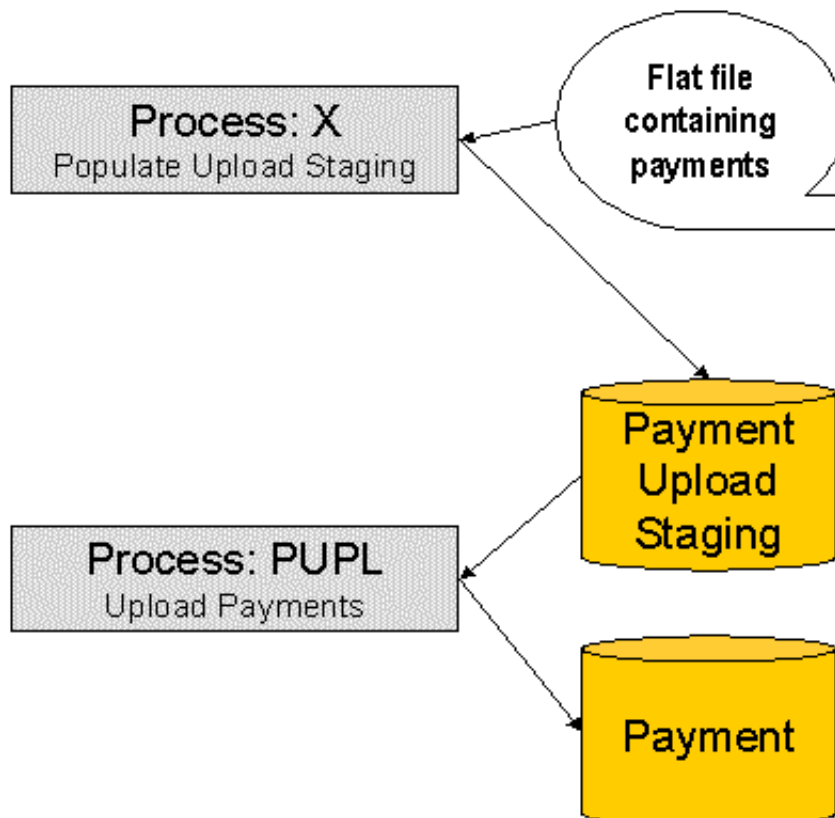 Process: X
Populate Upload Staging
Flat file
containing
payments
Payment
Upload
Staging
Process: PUPL
Upload Payments
Payment